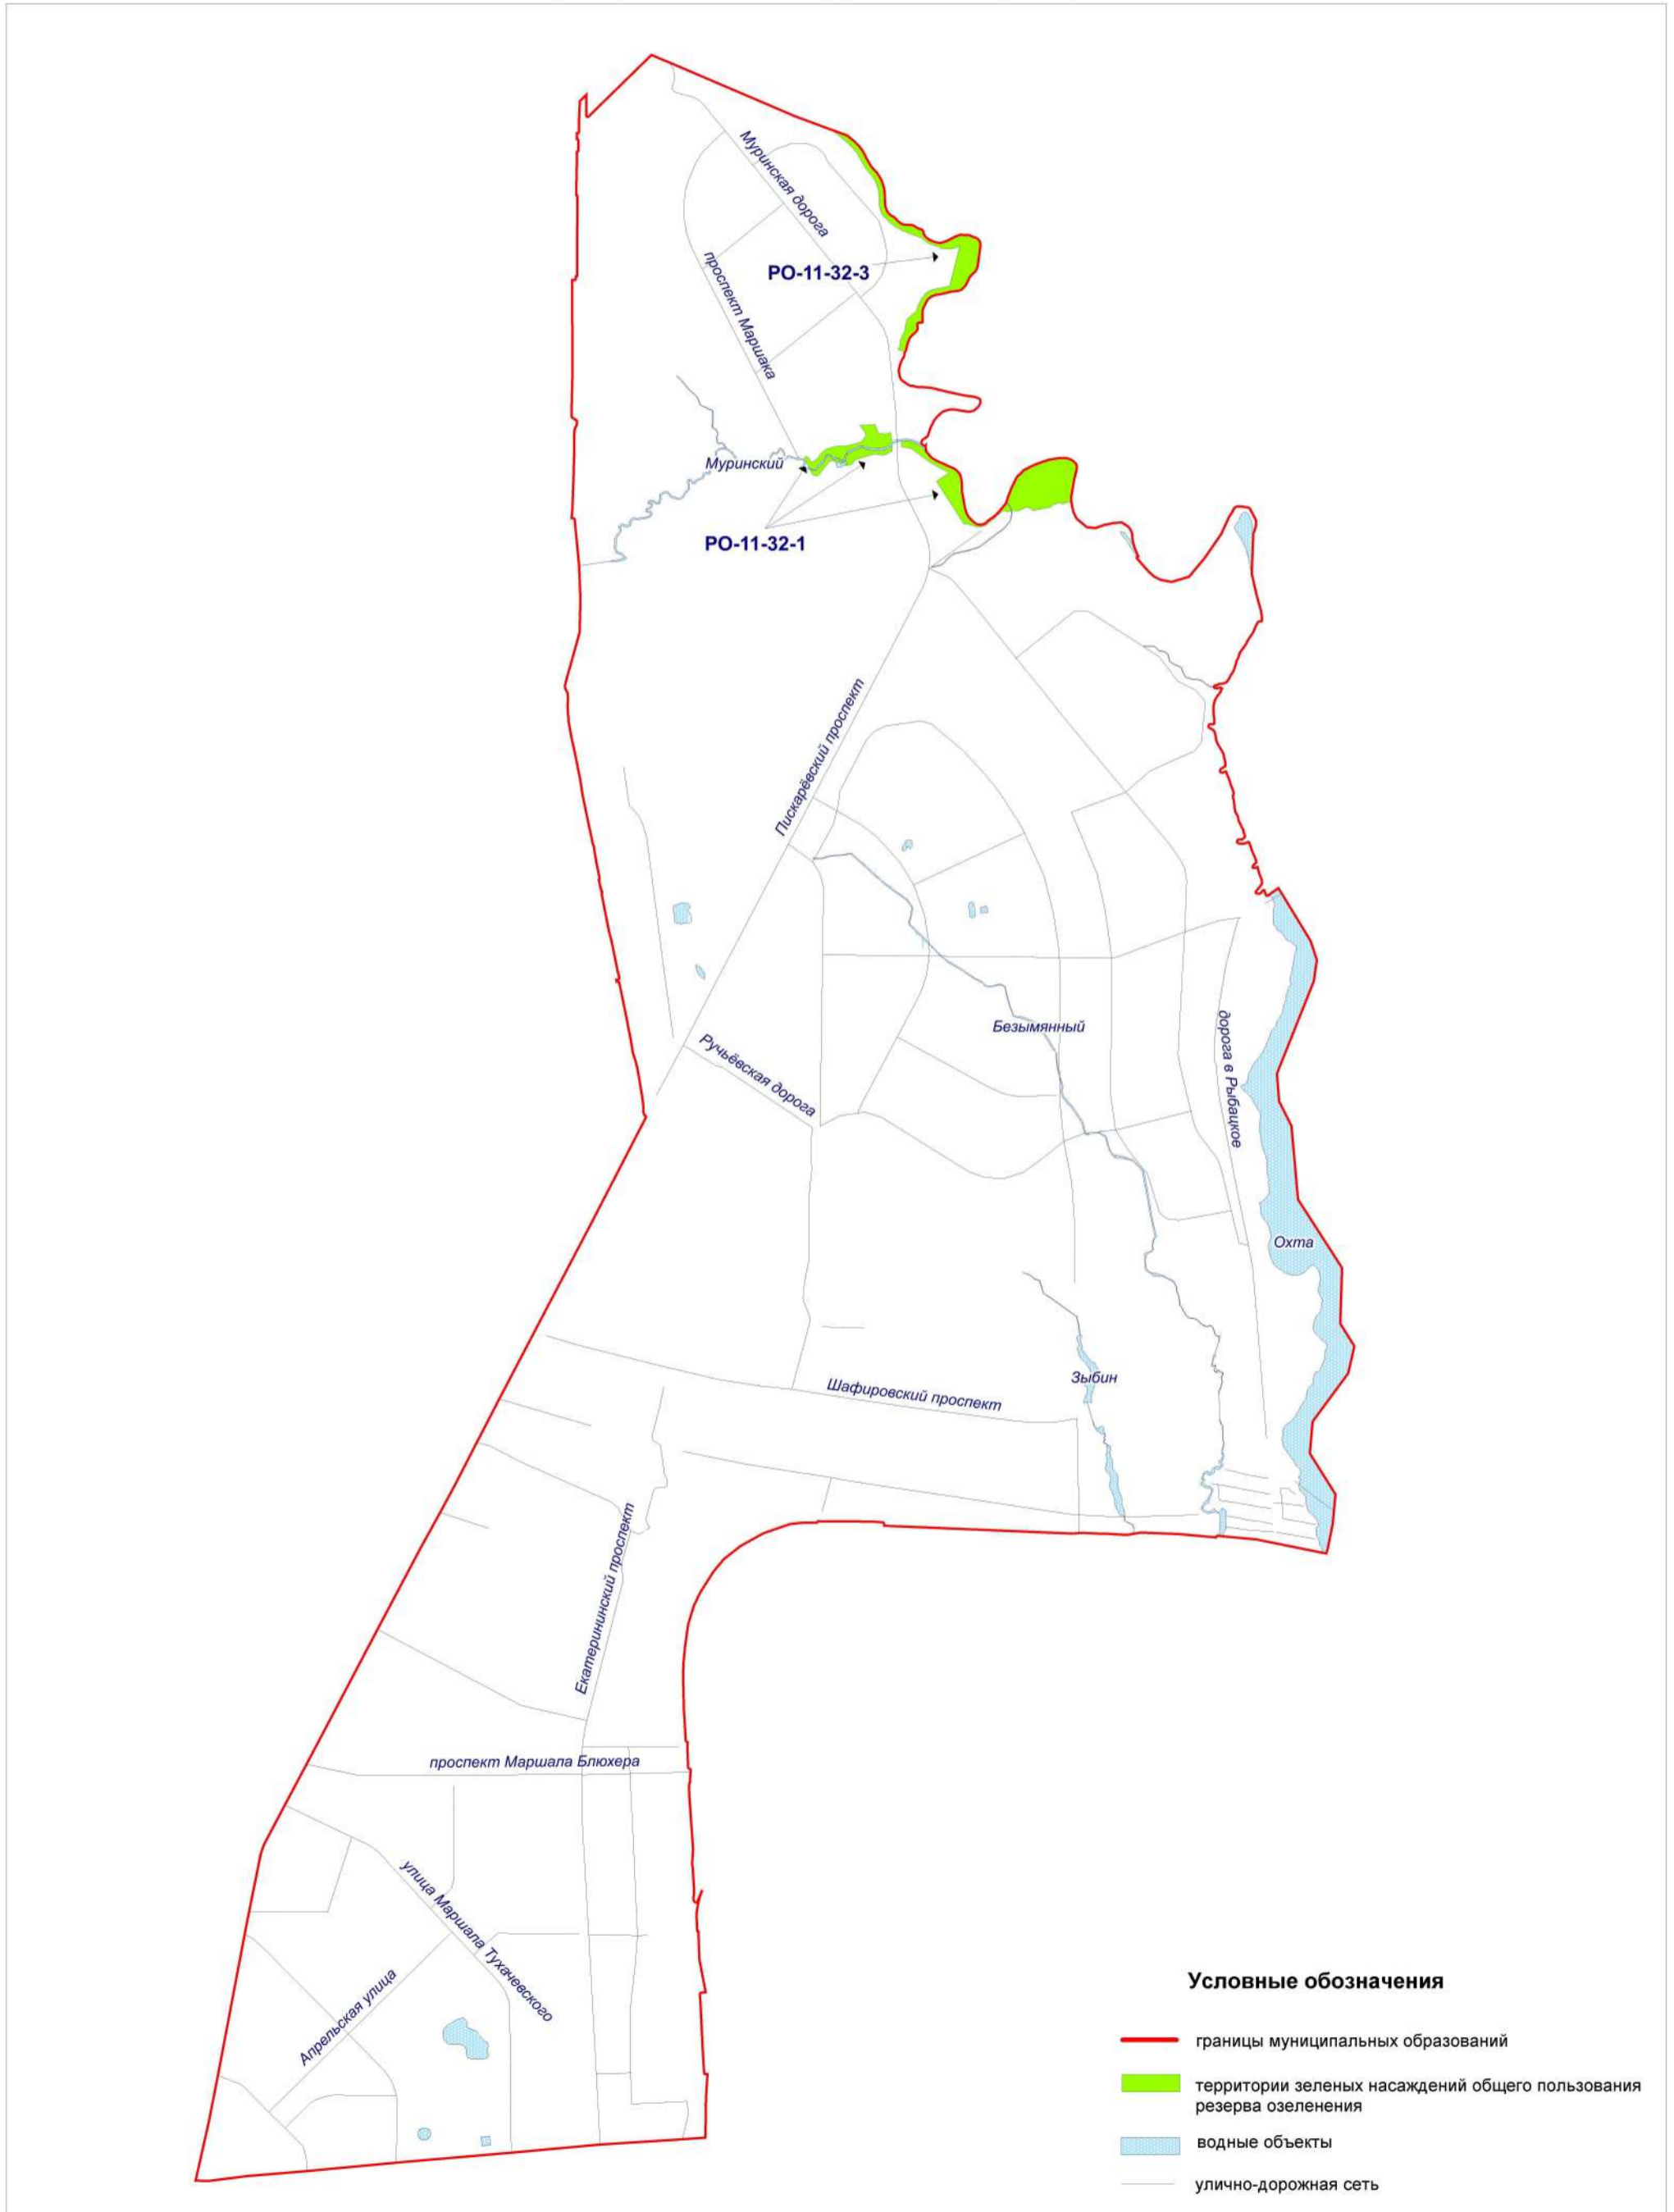 Муринская дорога
РО-11-32-3
проспект Маршака
Муринский
РО-11-32-1
Пискарёвский проспект
Безымянный
дорога в Рыбацкое
Ручьёвская дорога
Охта
Зыбин
Шафировский проспект
Екатерининский проспект
проспект Маршала Блюхера
улица Маршала Тухачевского
Апрельская улица
Условные обозначения
границы муниципальных образований
территории зеленых насаждений общего пользования
резерва озеленения
водные объекты
улично-дорожная сеть